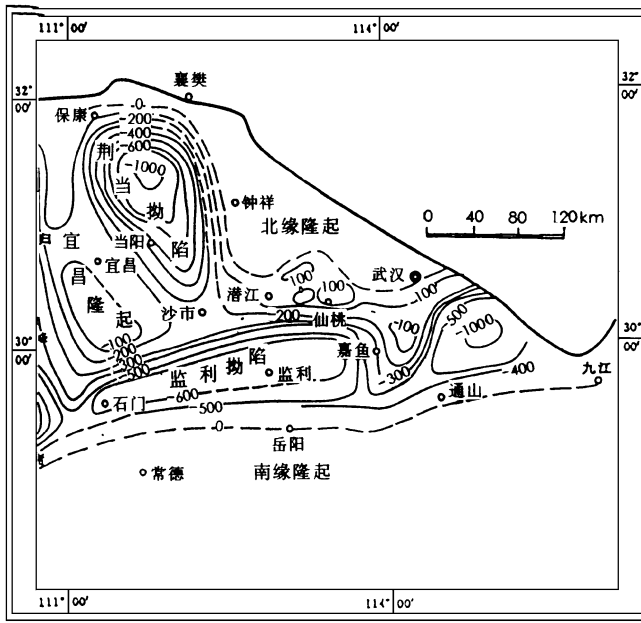 111° 00′
114° 00′
32° 00′
32° 00′
襄樊
保康
-0-
-200
-400
-600
-1000
荆
当
拗
陷
钟祥
北缘隆起
0 40 80 120km
归
宜
昌
隆
起
当阳
宜昌
武汉
潜江
100
100
-100
沙市
200
仙桃
-100
-500
-1000
30° 00′
30° 00′
-100
-200
-300
-500
嘉鱼
监利拗陷
监利
-300
-400
九江
石门
-600
-500
通山
-0
岳阳
常德
南缘隆起
111° 00′
114° 00′